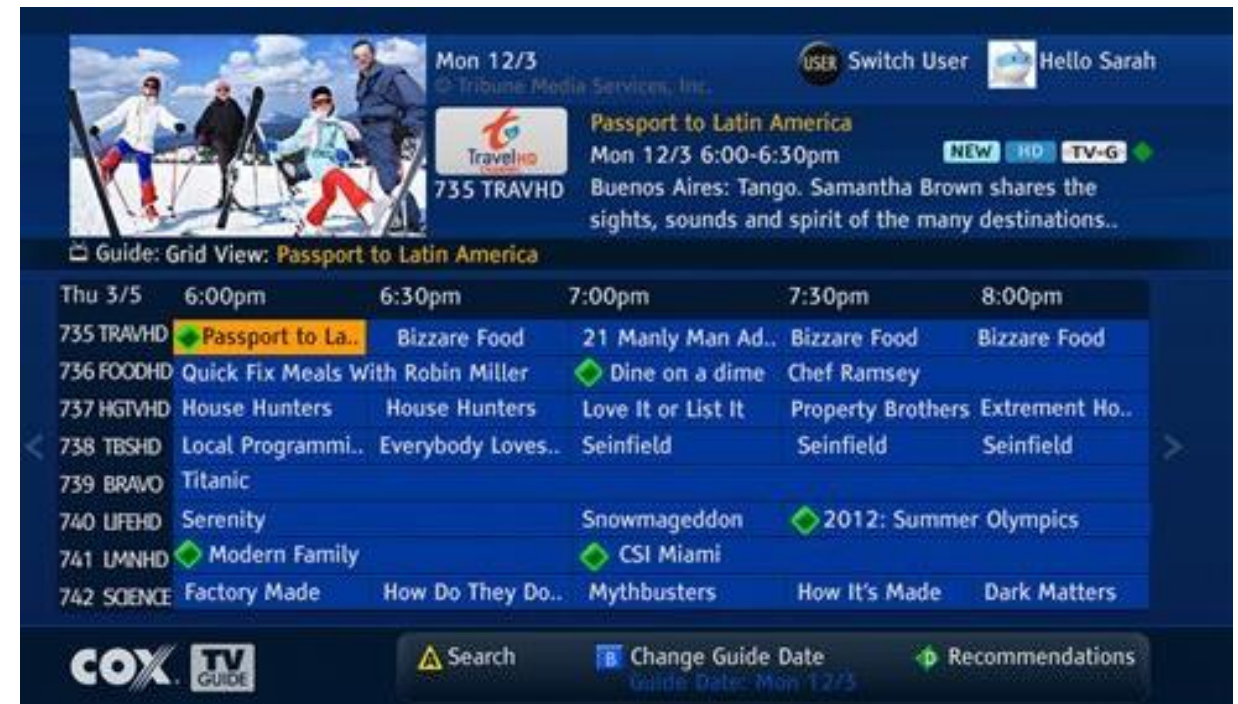 Mon 12/3
© Tribune Media Services, Inc.
USER Switch User Hello Sarah
Travel HD
CHANNEL
735 TRAVHD
Passport to Latin America
Mon 12/3 6:00-6:30pm NEW HD TV-G
Buenos Aires: Tango. Samantha Brown shares the
sights, sounds and spirit of the many destinations..
Guide: Grid View: Passport to Latin America
Thu 3/5 6:00pm 6:30pm 7:00pm 7:30pm 8:00pm
735 TRAVHD Passport to La.. Bizzare Food 21 Manly Man Ad.. Bizzare Food Bizzare Food
736 FOODHD Quick Fix Meals With Robin Miller Dine on a dime Chef Ramsey
737 HGTVHD House Hunters House Hunters Love It or List It Property Brothers Extrement Ho..
738 TBSHD Local Programmi.. Everybody Loves.. Seinfield Seinfield Seinfield
739 BRAVO Titanic
740 LIFEHD Serenity Snowmageddon 2012: Summer Olympics
741 LMNHD Modern Family CSI Miami
742 SCIENCE Factory Made How Do They Do.. Mythbusters How It's Made Dark Matters
COX. TV GUIDE A Search B Change Guide Date D Recommendations
Guide Date: Mon 12/3